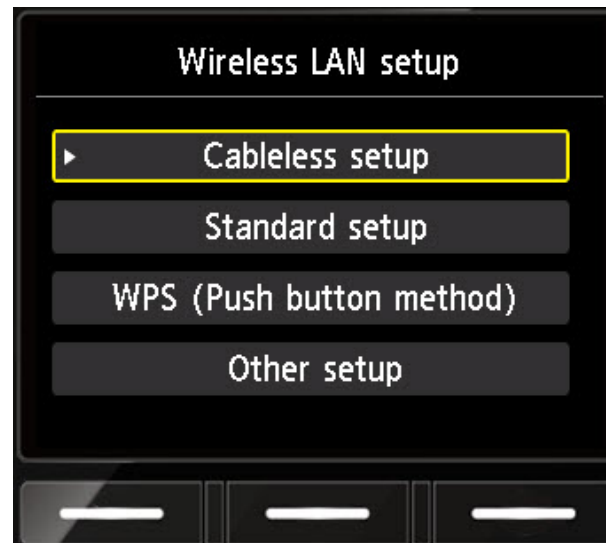 Wireless LAN setup
Cableless setup
Standard setup
WPS (Push button method)
Other setup